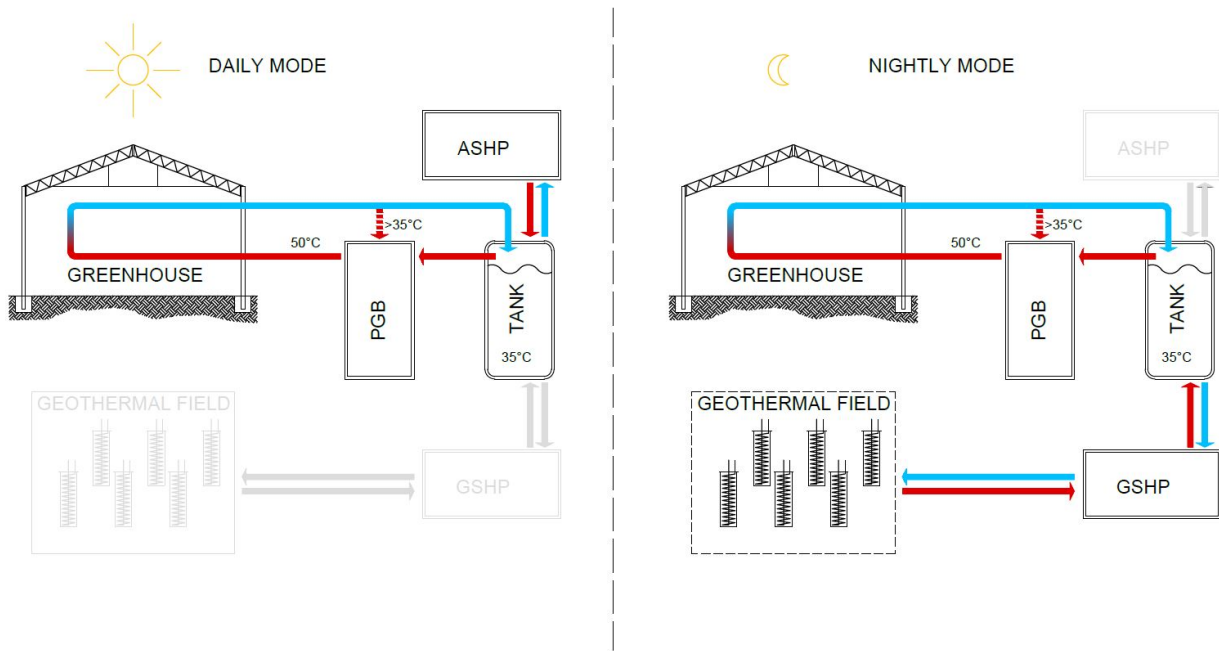 DAILY MODE
ASHP
>35°C
50°C
GREENHOUSE
PGB
TANK
35°C
GEOTHERMAL FIELD
GSHP
NIGHTLY MODE
ASHP
>35°C
50°C
GREENHOUSE
PGB
TANK
35°C
GEOTHERMAL FIELD
GSHP